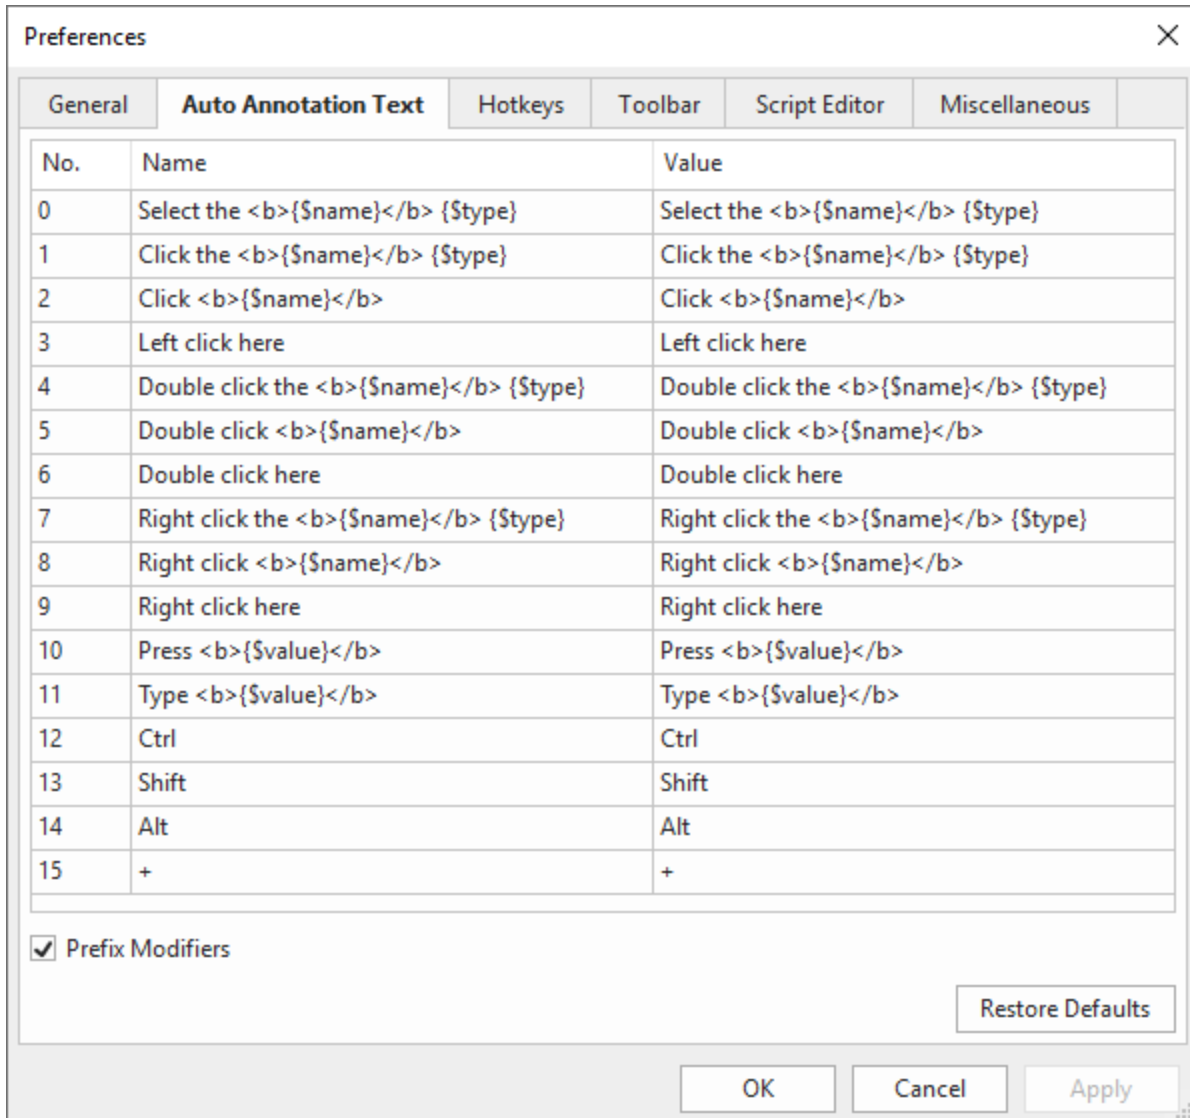 Preferences
General Auto Annotation Text Hotkeys Toolbar Script Editor Miscellaneous
No. Name Value
0 Select the <b>{$name}</b> {$type} Select the <b>{$name}</b> {$type}
1 Click the <b>{$name}</b> {$type} Click the <b>{$name}</b> {$type}
2 Click <b>{$name}</b> Click <b>{$name}</b>
3 Left click here Left click here
4 Double click the <b>{$name}</b> {$type} Double click the <b>{$name}</b> {$type}
5 Double click <b>{$name}</b> Double click <b>{$name}</b>
6 Double click here Double click here
7 Right click the <b>{$name}</b> {$type} Right click the <b>{$name}</b> {$type}
8 Right click <b>{$name}</b> Right click <b>{$name}</b>
9 Right click here Right click here
10 Press <b>{$value}</b> Press <b>{$value}</b>
11 Type <b>{$value}</b> Type <b>{$value}</b>
12 Ctrl Ctrl
13 Shift Shift
14 Alt Alt
15 + +
Prefix Modifiers
Restore Defaults
OK Cancel Apply